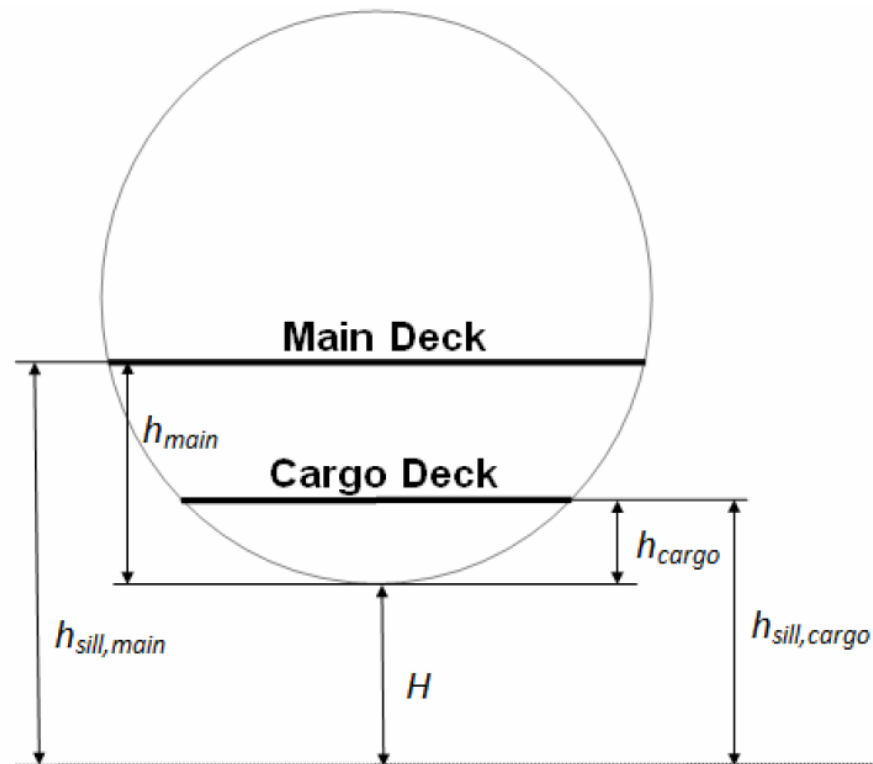 Main Deck
h_main
Cargo Deck
h_cargo
h_sill,main
h_sill,cargo
H